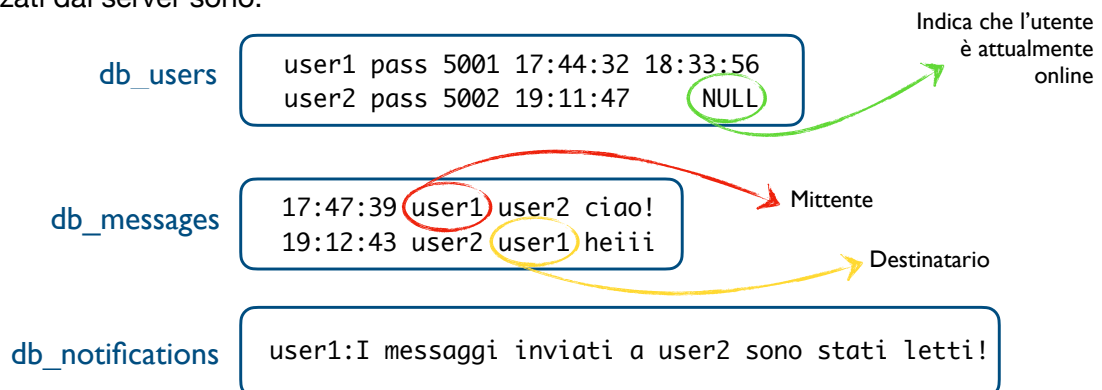 zati dal server sono:
Indica che l'utente
è attualmente
online
db_users
user1 pass 5001 17:44:32 18:33:56
user2 pass 5002 19:11:47 NULL
db_messages
17:47:39 user1 user2 ciao!
19:12:43 user2 user1 heiii
Mittente
Destinatario
db_notifications
user1:I messaggi inviati a user2 sono stati letti!